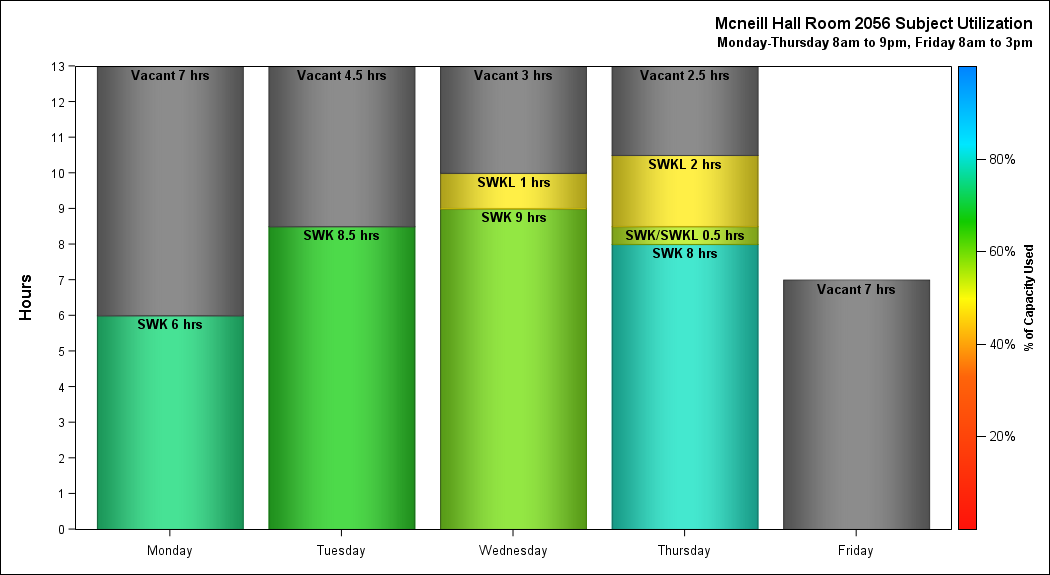 Mcneill Hall Room 2056 Subject Utilization
Monday-Thursday 8am to 9pm, Friday 8am to 3pm
Hours
13
12
11
10
9
8
7
6
5
4
3
2
1
0
Vacant 7 hrs
SWK 6 hrs
Vacant 4.5 hrs
SWK 8.5 hrs
Vacant 3 hrs
SWKL 1 hrs
SWK 9 hrs
Vacant 2.5 hrs
SWKL 2 hrs
SWK/SWKL 0.5 hrs
SWK 8 hrs
Vacant 7 hrs
Monday
Tuesday
Wednesday
Thursday
Friday
80%
60%
40%
20%
% of Capacity Used